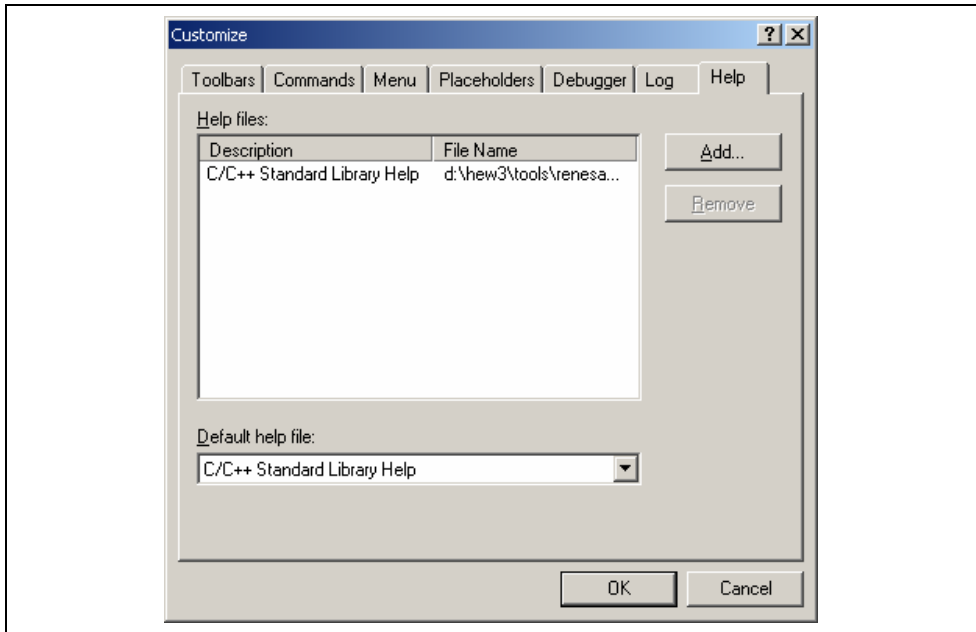 Customize
Toolbars Commands Menu Placeholders Debugger Log Help
Help files:
Description File Name
C/C++ Standard Library Help d:\hew3\tools\renesa...
Add...
Remove
Default help file:
C/C++ Standard Library Help
OK Cancel